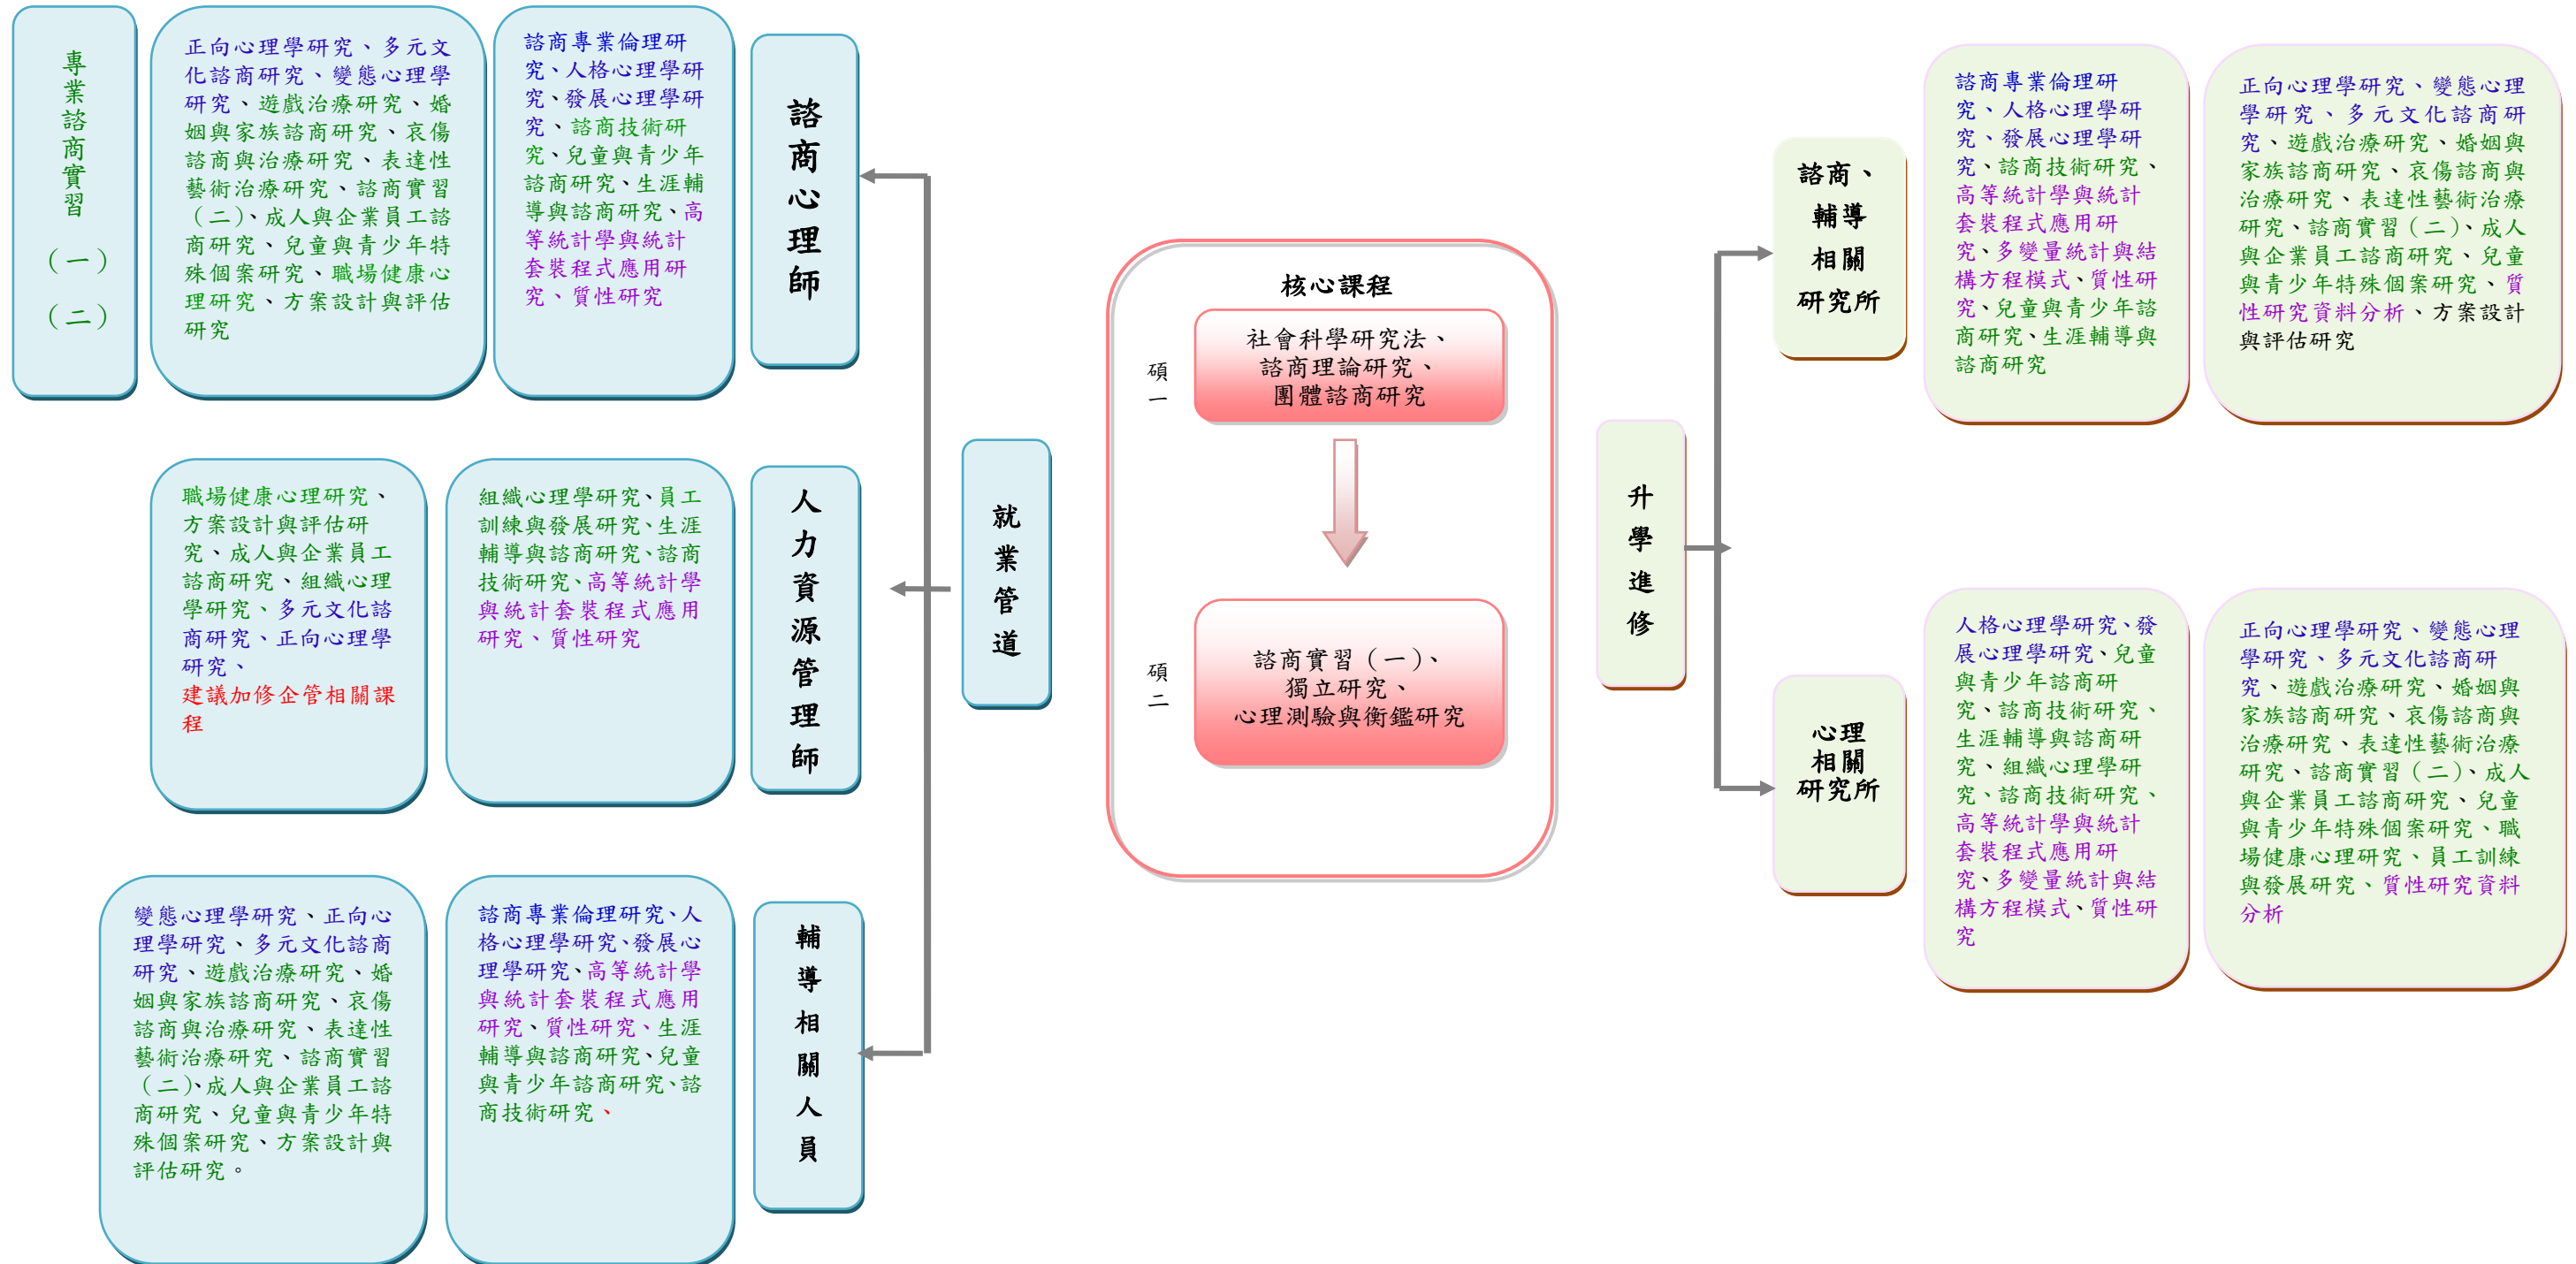 專業諮商實習
（一）
（二）
正向心理學研究、多元文
化諮商研究、變態心理學
研究、遊戲治療研究、婚
姻與家族諮商研究、哀傷
諮商與治療研究、表達性
藝術治療研究、諮商實習
（二）、成人與企業員工諮
商研究、兒童與青少年特
殊個案研究、職場健康心
理研究、方案設計與評估
研究
諮商專業倫理研
究、人格心理學研
究、發展心理學研
究、諮商技術研
究、兒童與青少年
諮商研究、生涯輔
導與諮商研究、高
等統計學與統計
套裝程式應用研
究、質性研究
諮商心理師
職場健康心理研究、
方案設計與評估研
究、成人與企業員工
諮商研究、組織心理
學研究、多元文化諮
商研究、正向心理學
研究、
建議加修企管相關課
程
組織心理學研究、員工
訓練與發展研究、生涯
輔導與諮商研究、諮商
技術研究、高等統計學
與統計套裝程式應用
研究、質性研究
人力資源管理師
變態心理學研究、正向心
理學研究、多元文化諮商
研究、遊戲治療研究、婚
姻與家族諮商研究、哀傷
諮商與治療研究、表達性
藝術治療研究、諮商實習
（二）、成人與企業員工諮
商研究、兒童與青少年特
殊個案研究、方案設計與
評估研究。
諮商專業倫理研究、人
格心理學研究、發展心
理學研究、高等統計學
與統計套裝程式應用
研究、質性研究、生涯
輔導與諮商研究、兒童
與青少年諮商研究、諮
商技術研究、
輔導相關人員
就業管道
核心課程
碩一
社會科學研究法、
諮商理論研究、
團體諮商研究
碩二
諮商實習（一）、
獨立研究、
心理測驗與衡鑑研究
升學進修
諮商、
輔導
相關
研究所
諮商專業倫理研
究、人格心理學研
究、發展心理學研
究、諮商技術研究、
高等統計學與統計
套裝程式應用研
究、多變量統計與結
構方程模式、質性研
究、兒童與青少年諮
商研究、生涯輔導與
諮商研究
正向心理學研究、變態心理
學研究、多元文化諮商研
究、遊戲治療研究、婚姻與
家族諮商研究、哀傷諮商與
治療研究、表達性藝術治療
研究、諮商實習（二）、成人
與企業員工諮商研究、兒童
與青少年特殊個案研究、質
性研究資料分析、方案設計
與評估研究
心理
相關
研究所
人格心理學研究、發
展心理學研究、兒童
與青少年諮商研
究、諮商技術研究、
生涯輔導與諮商研
究、組織心理學研
究、諮商技術研究、
高等統計學與統計
套裝程式應用研
究、多變量統計與結
構方程模式、質性研
究
正向心理學研究、變態心理
學研究、多元文化諮商研
究、遊戲治療研究、婚姻與
家族諮商研究、哀傷諮商與
治療研究、表達性藝術治療
研究、諮商實習（二）、成人
與企業員工諮商研究、兒童
與青少年特殊個案研究、職
場健康心理研究、員工訓練
與發展研究、質性研究資料
分析